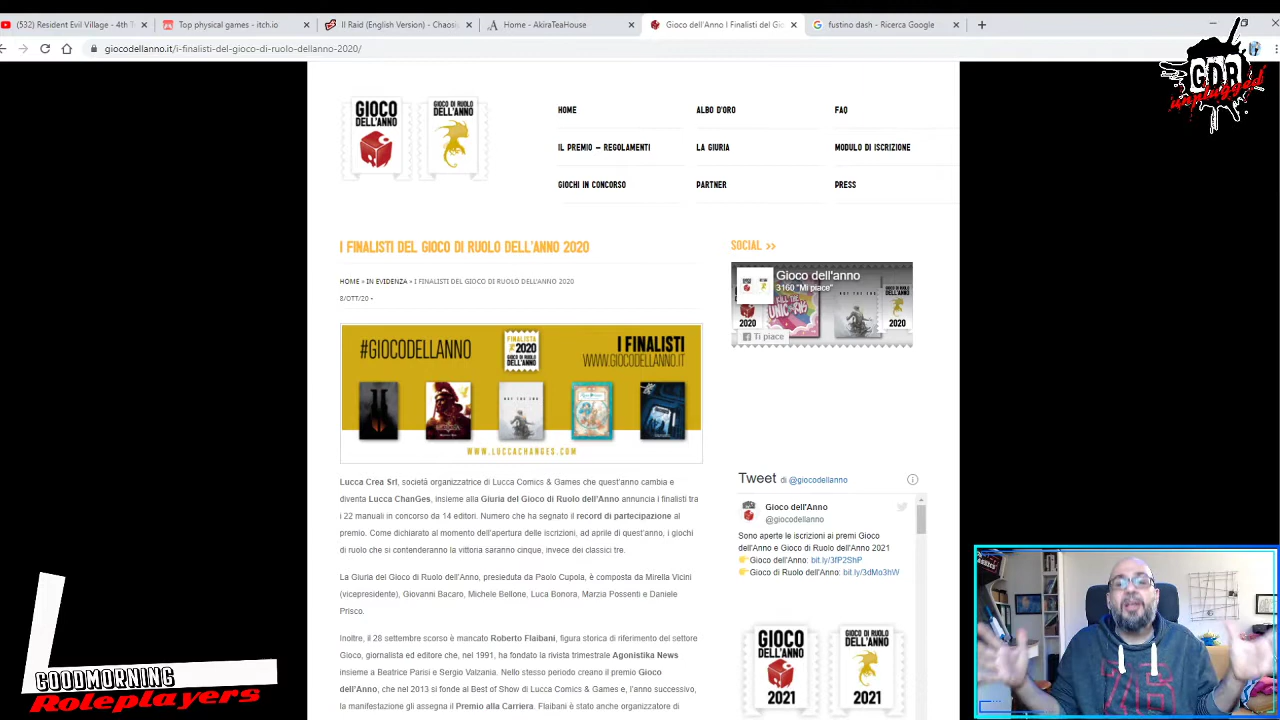 (532) Resident Evil Village - 4th T
Top physical games - itch.io
Il Raid (English Version) - Chaosiu
Home - AkiraTeaHouse
Gioco dell'Anno I Finalisti del Gio
fustino dash - Ricerca Google
giocodellanno.it/i-finalisti-del-gioco-di-ruolo-dellanno-2020/
GDR
unplugged
GIOCO
DELL'ANNO
GIOCO DI RUOLO
DELL'ANNO
HOME
ALBO D'ORO
FAQ
IL PREMIO – REGOLAMENTI
LA GIURIA
MODULO DI ISCRIZIONE
GIOCHI IN CONCORSO
PARTNER
PRESS
I FINALISTI DEL GIOCO DI RUOLO DELL'ANNO 2020
HOME » IN EVIDENZA » I FINALISTI DEL GIOCO DI RUOLO DELL'ANNO 2020
8/OTT/20 -
#GIOCODELLANNO
FINALISTA
2020
GIOCO DI RUOLO
DELL'ANNO
I FINALISTI
WWW.GIOCODELLANNO.IT
WWW.LUCCACHANGES.COM
Lucca Crea Srl, società organizzatrice di Lucca Comics & Games che quest'anno cambia e
diventa Lucca ChanGes, insieme alla Giuria del Gioco di Ruolo dell'Anno annuncia i finalisti tra
i 22 manuali in concorso da 14 editori. Numero che ha segnato il record di partecipazione al
premio. Come dichiarato al momento dell'apertura delle iscrizioni, ad aprile di quest'anno, i giochi
di ruolo che si contenderanno la vittoria saranno cinque, invece dei classici tre.
La Giuria del Gioco di Ruolo dell'Anno, presieduta da Paolo Cupola, è composta da Mirella Vicini
(vicepresidente), Giovanni Bacaro, Michele Bellone, Luca Bonora, Marzia Possenti e Daniele
Prisco.
Inoltre, il 28 settembre scorso è mancato Roberto Flaibani, figura storica di riferimento del settore
Gioco, giornalista ed editore che, nel 1991, ha fondato la rivista trimestrale Agonistika News
insieme a Beatrice Parisi e Sergio Valzania. Nello stesso periodo creano il premio Gioco
dell'Anno, che nel 2013 si fonde al Best of Show di Lucca Comics & Games e, l'anno successivo,
la manifestazione gli assegna il Premio alla Carriera. Flaibani è stato anche organizzatore di
SOCIAL >>
Gioco dell'anno
3160 "Mi piace"
KILL THE
UNICORNS
2020
2020
Ti piace
Tweet di @giocodellanno
Gioco dell'Anno
@giocodellanno
Sono aperte le iscrizioni ai premi Gioco
dell'Anno e Gioco di Ruolo dell'Anno 2021
Gioco dell'Anno: bit.ly/3fP2ShP
Gioco di Ruolo dell'Anno: bit.ly/3dMo3hW
GIOCO
DELL'ANNO
2021
GIOCO DI RUOLO
DELL'ANNO
2021
GOODMORNING
Roleplayers